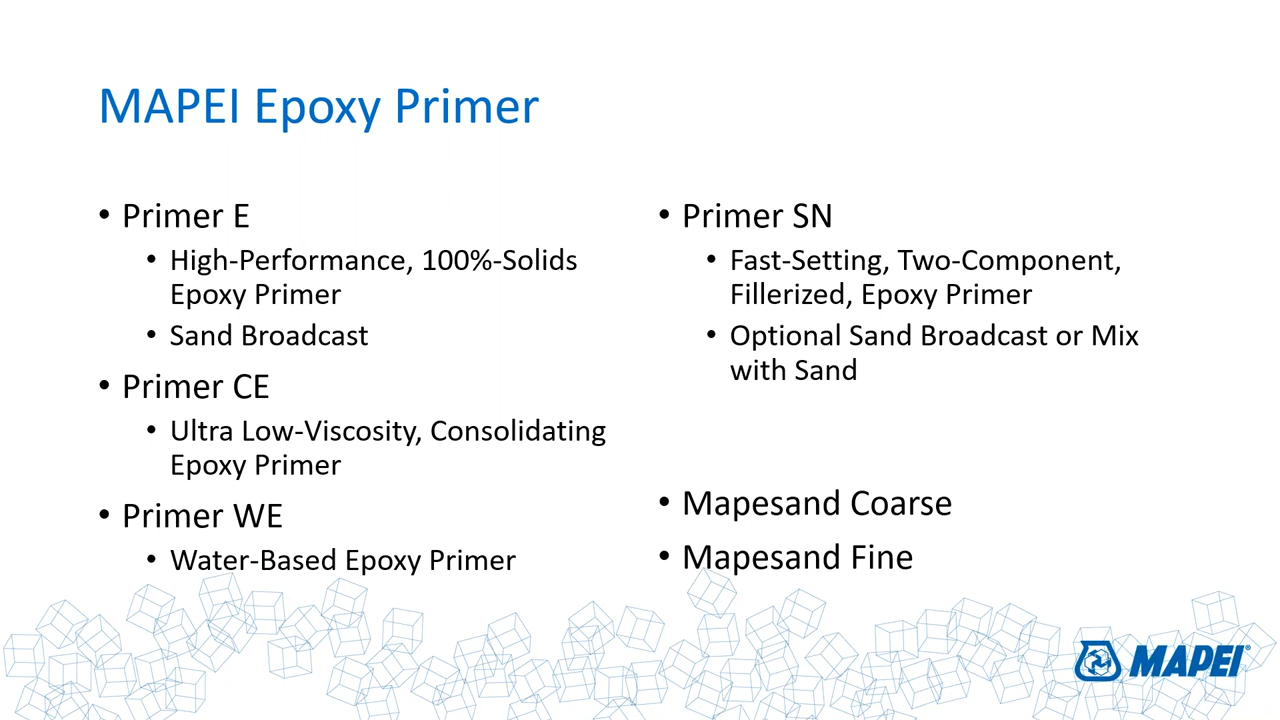 MAPEI Epoxy Primer
• Primer E
• High-Performance, 100%-Solids
Epoxy Primer
• Sand Broadcast
• Primer CE
• Ultra Low-Viscosity, Consolidating
Epoxy Primer
• Primer WE
• Water-Based Epoxy Primer
• Primer SN
• Fast-Setting, Two-Component,
Fillerized, Epoxy Primer
• Optional Sand Broadcast or Mix
with Sand
• Mapesand Coarse
• Mapesand Fine
MAPEI®